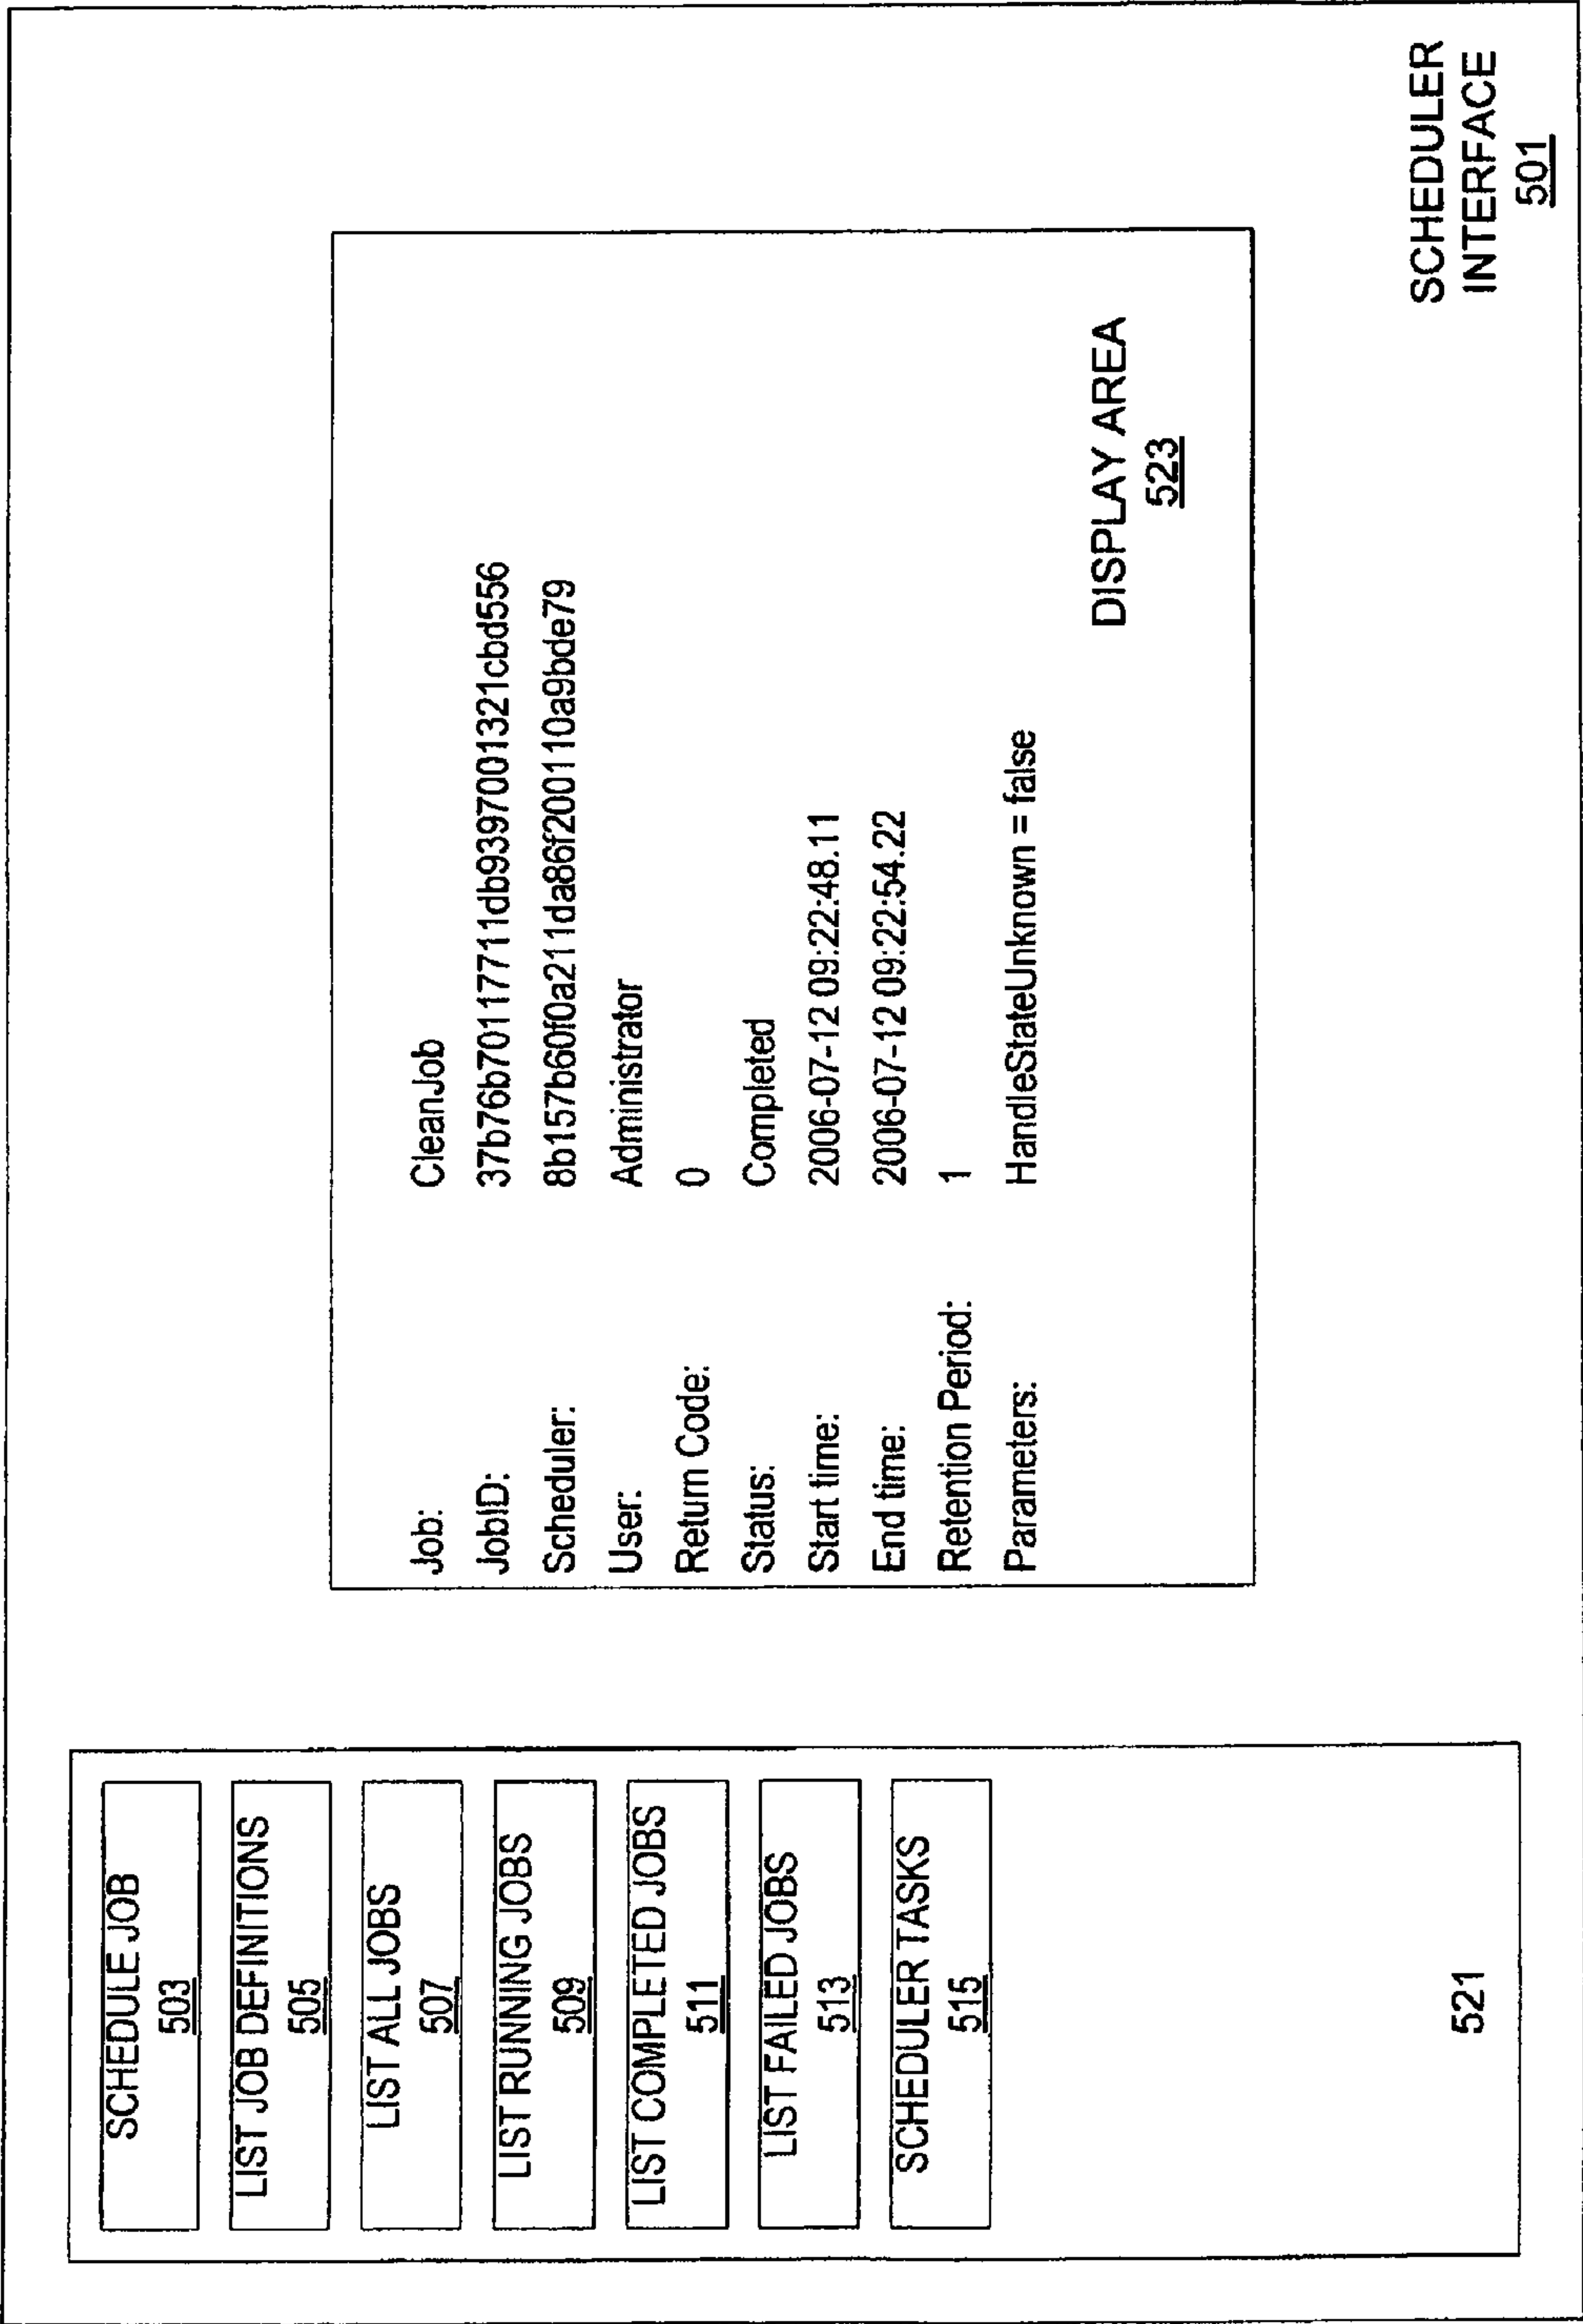 SCHEDULE JOB
503
LIST JOB DEFINITIONS
505
LIST ALL JOBS
507
LIST RUNNING JOBS
509
LIST COMPLETED JOBS
511
LIST FAILED JOBS
513
SCHEDULER TASKS
515
521
Job: CleanJob
JobID: 37b76b70117711db9397001321cbd556
Scheduler: 8b157b60f0a211da86f200110a9bde79
User: Administrator
Return Code: 0
Status: Completed
Start time: 2006-07-12 09:22:48.11
End time: 2006-07-12 09:22:54.22
Retention Period: 1
Parameters: HandleStateUnknown = false
DISPLAY AREA
523
SCHEDULER
INTERFACE
501